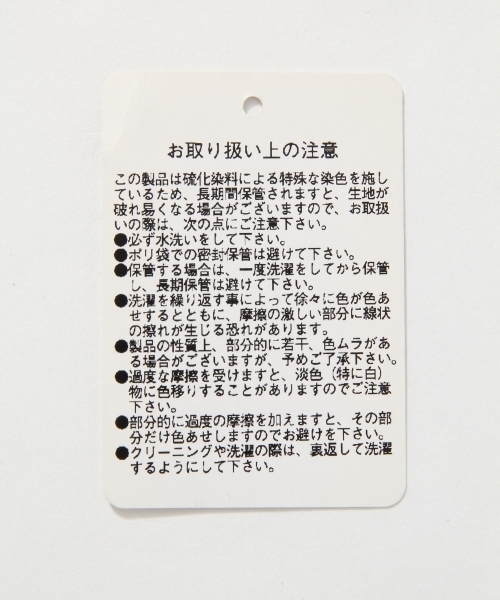 お取り扱い上の注意
この製品は硫化染料による特殊な染色を施し
ているため、長期間保管されますと、生地が
破れ易くなる場合がございますので、お取扱
いの際は、次の点にご注意下さい。
●必ず水洗いをして下さい。
●ポリ袋での密封保管は避けて下さい。
●保管する場合は、一度洗濯をしてから保管
し、長期保管は避けて下さい。
●洗濯を繰り返す事によって徐々に色が色あ
せするとともに、摩擦の激しい部分に線状
の擦れが生じる恐れがあります。
●製品の性質上、部分的に若干、色ムラがあ
る場合がございますが、予めご了承下さい。
●過度な摩擦を受けますと、淡色（特に白）
物に色移りすることがありますのでご注意
下さい。
●部分的に過度の摩擦を加えますと、その部
分だけ色あせしますのでお避けを下さい。
●クリーニングや洗濯の際は、裏返して洗濯
するようにして下さい。